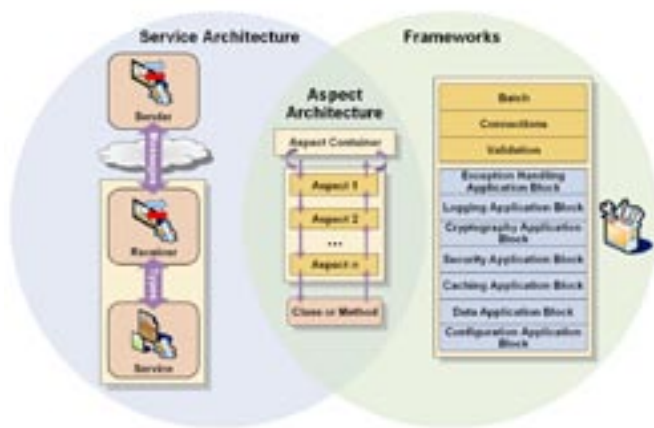 Service Architecture
Frameworks
Sender
Receiver
Service
Aspect
Architecture
Aspect Container
Aspect 1
Aspect 2
...
Aspect n
Class or Method
Batch
Connections
Validation
Exception Handling
Application Block
Logging Application Block
Cryptography Application
Block
Security Application Block
Caching Application Block
Data Application Block
Configuration Application
Block